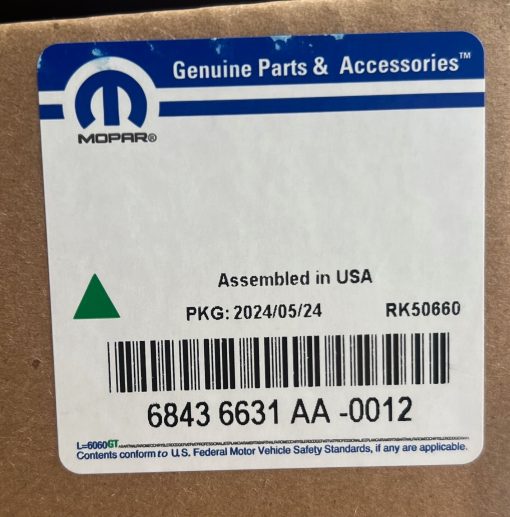 Genuine Parts & Accessories™
MOPAR®
Assembled in USA
PKG: 2024/05/24 RK50660
6843 6631 AA -0012
L=6060GT
Contents conform to U.S. Federal Motor Vehicle Safety Standards, if any are applicable.